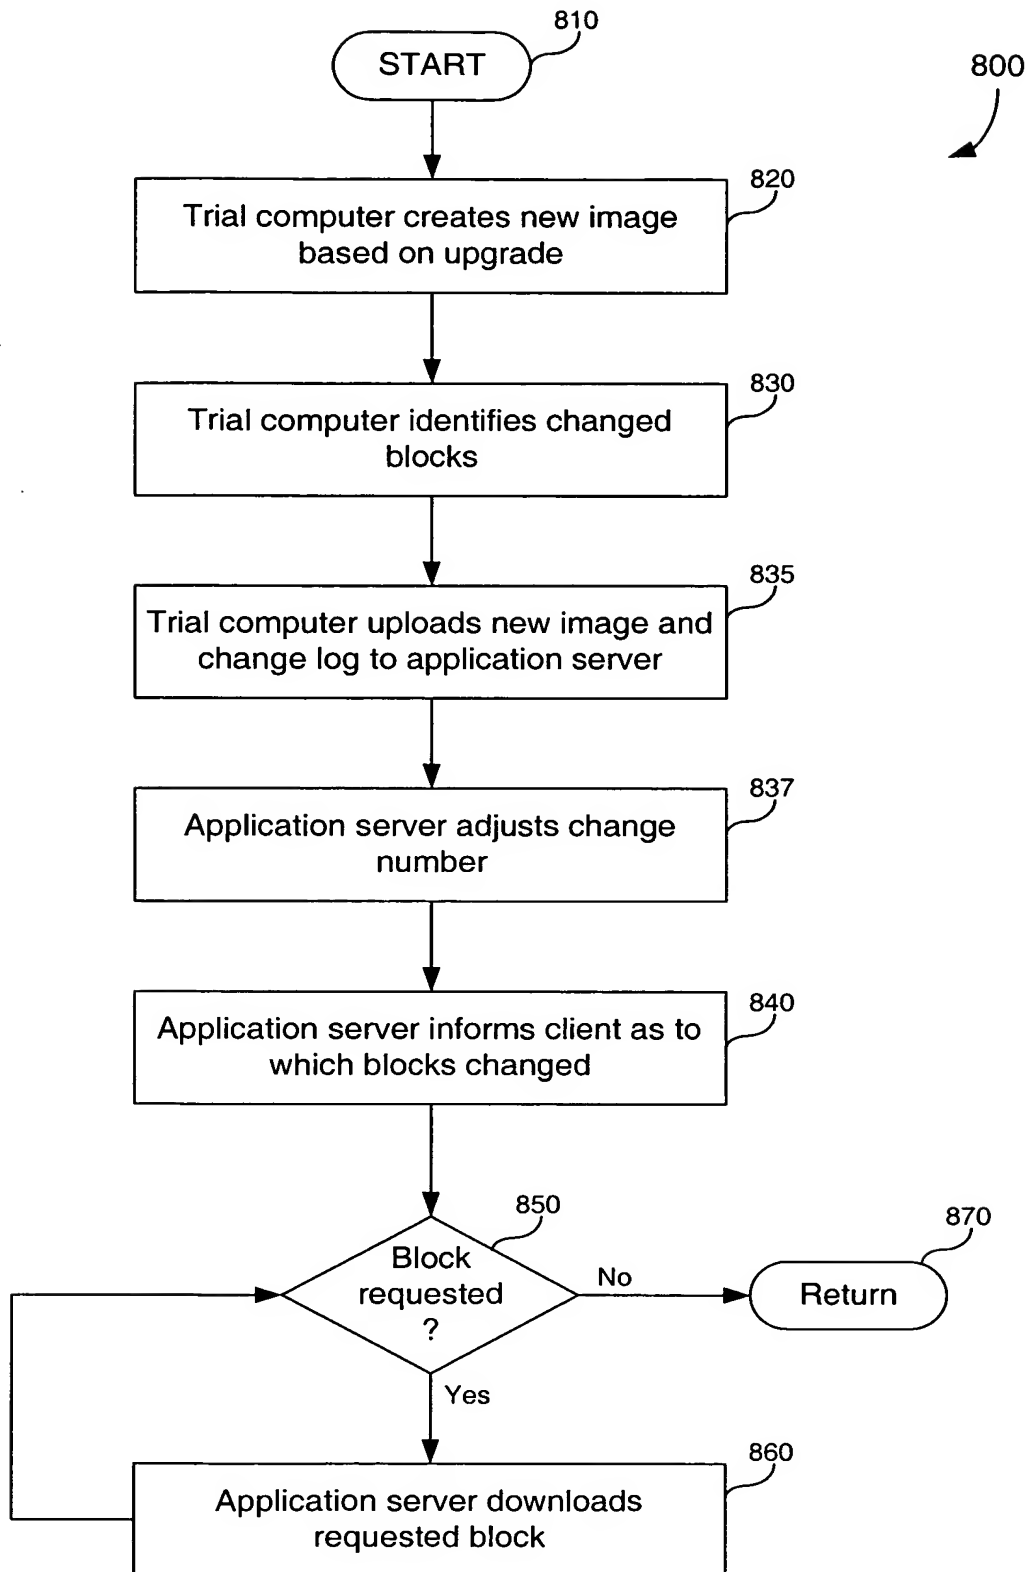 810
START
800
820
Trial computer creates new image
based on upgrade
830
Trial computer identifies changed
blocks
835
Trial computer uploads new image and
change log to application server
837
Application server adjusts change
number
840
Application server informs client as to
which blocks changed
850
Block
requested
?
No
870
Return
Yes
860
Application server downloads
requested block